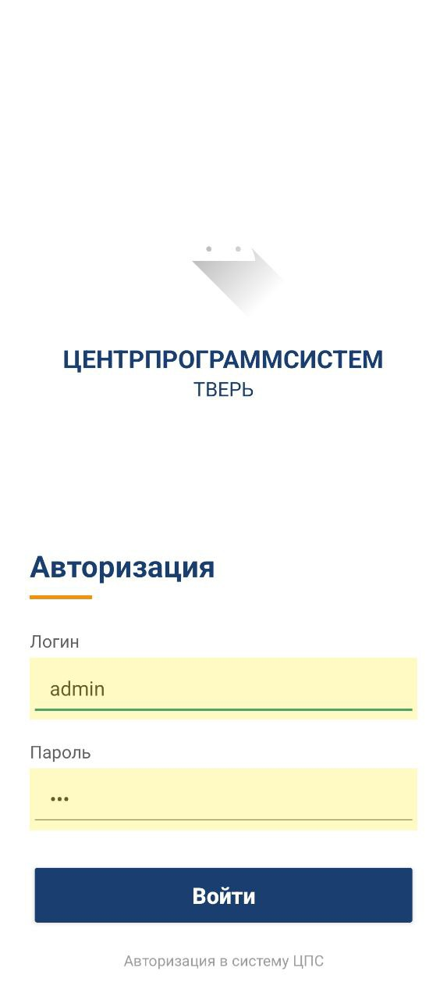 ЦЕНТРПРОГРАММСИСТЕМ
ТВЕРЬ
Авторизация
Логин
admin
Пароль
•••
Войти
Авторизация в систему ЦПС